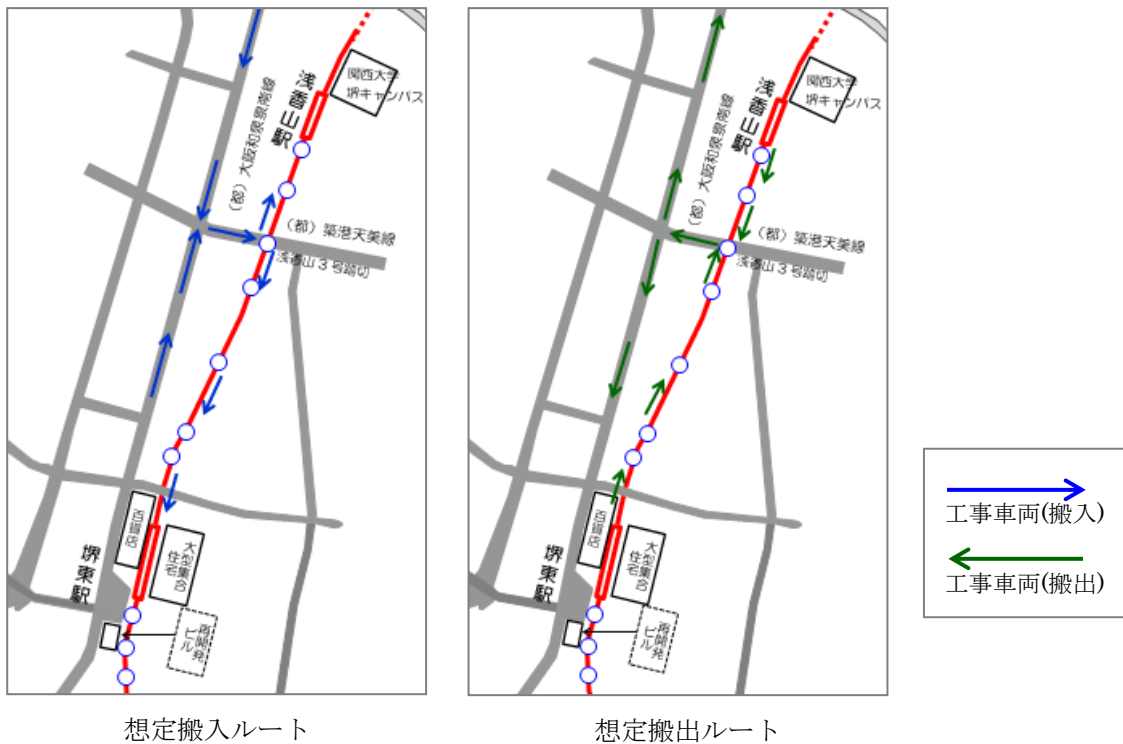 関西大学
堺キャンパス
浅香山駅
(都)大阪和泉泉南線
(都)築港天美線
浅香山3号踏切
百貨店
大型集合
住宅
堺東駅
再開発
ビル
想定搬入ルート
関西大学
堺キャンパス
浅香山駅
(都)大阪和泉泉南線
(都)築港天美線
浅香山3号踏切
百貨店
大型集合
住宅
堺東駅
再開発
ビル
想定搬出ルート
工事車両(搬入)
工事車両(搬出)